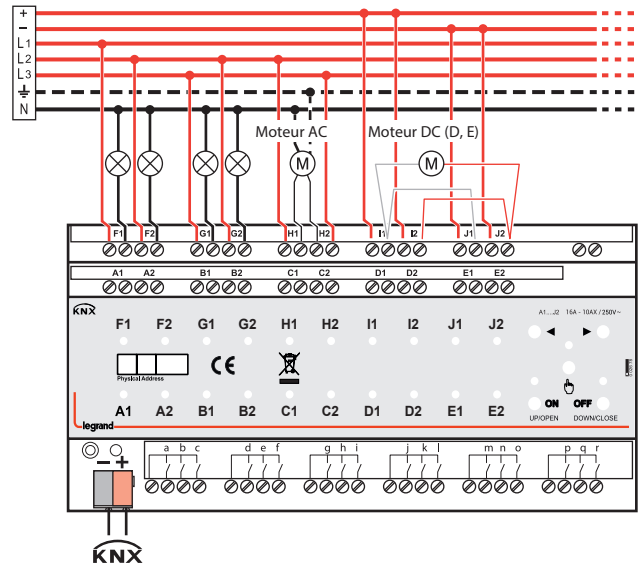 +
−
L1
L2
L3
N
Moteur AC
Moteur DC (D, E)
M
M
F1 F2 G1 G2 H1 H2 I1 I2 J1 J2
A1 A2 B1 B2 C1 C2 D1 D2 E1 E2
KNX
F1 F2 G1 G2 H1 H2 I1 I2 J1 J2
A1...J2 16A - 10AX / 250V~
Physical Address
CE
ON OFF
A1 A2 B1 B2 C1 C2 D1 D2 E1 E2
UP/OPEN DOWN/CLOSE
legrand
− +
a b c d e f g h i j k l m n o p q r
KNX